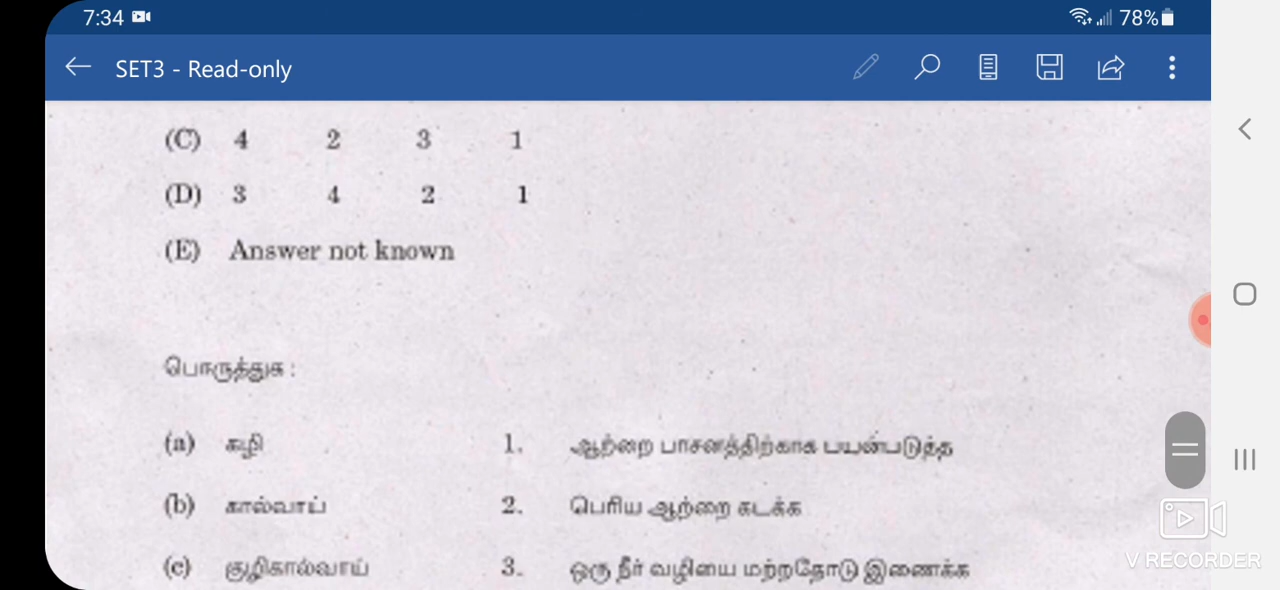 7:34
78%
SET3 - Read-only
(C) 4 2 3 1
(D) 3 4 2 1
(E) Answer not known
பொருத்துக :
(a) கழி 1. ஆற்றை பாசனத்திற்காக பயன்படுத்த
(b) கால்வாய் 2. பெரிய ஆற்றை கடக்க
(c) குழிகால்வாய் 3. ஒரு நீர் வழியை மற்றதோடு இணைக்க
V RECORDER